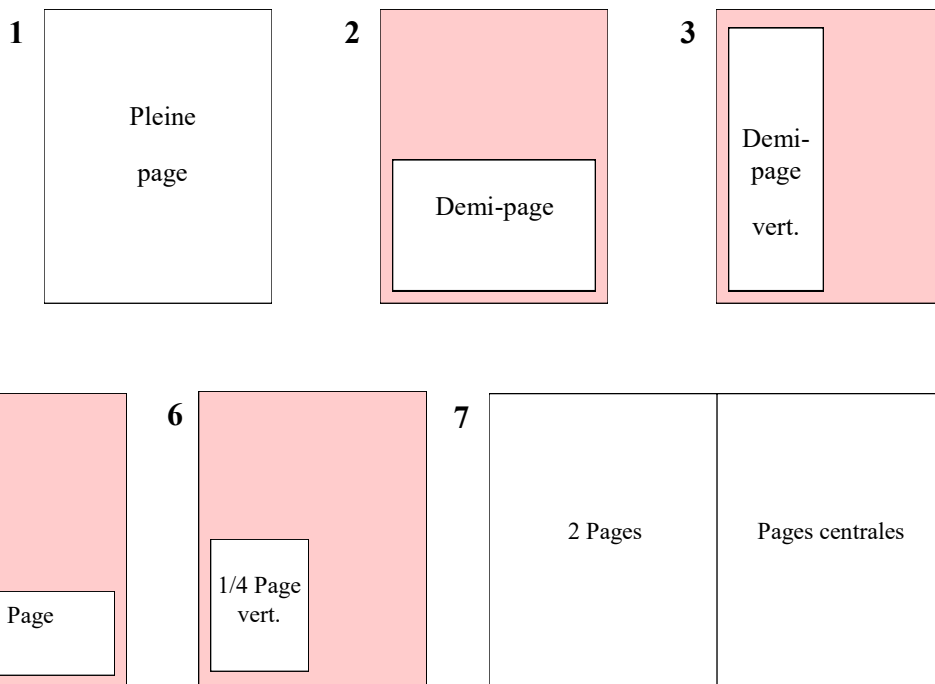 1
Pleine
page
2
Demi-page
3
Demi-
page
vert.
Page
6
1/4 Page
vert.
7
2 Pages
Pages centrales